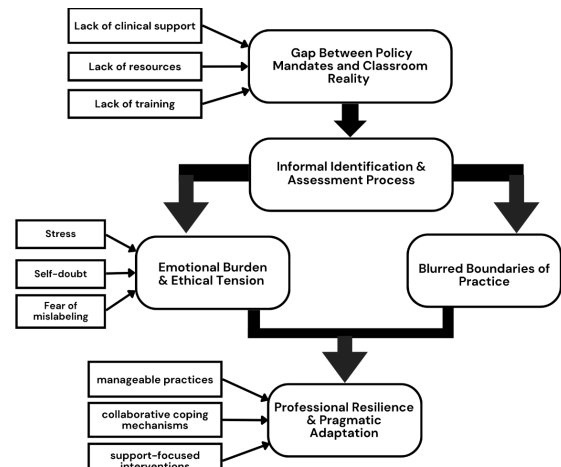 Lack of clinical support
Lack of resources
Lack of training
Gap Between Policy
Mandates and Classroom
Reality
Informal Identification &
Assessment Process
Stress
Self-doubt
Fear of
mislabeling
Emotional Burden
& Ethical Tension
Blurred Boundaries of
Practice
manageable practices
collaborative coping
mechanisms
support-focused
interventions
Professional Resilience
& Pragmatic
Adaptation